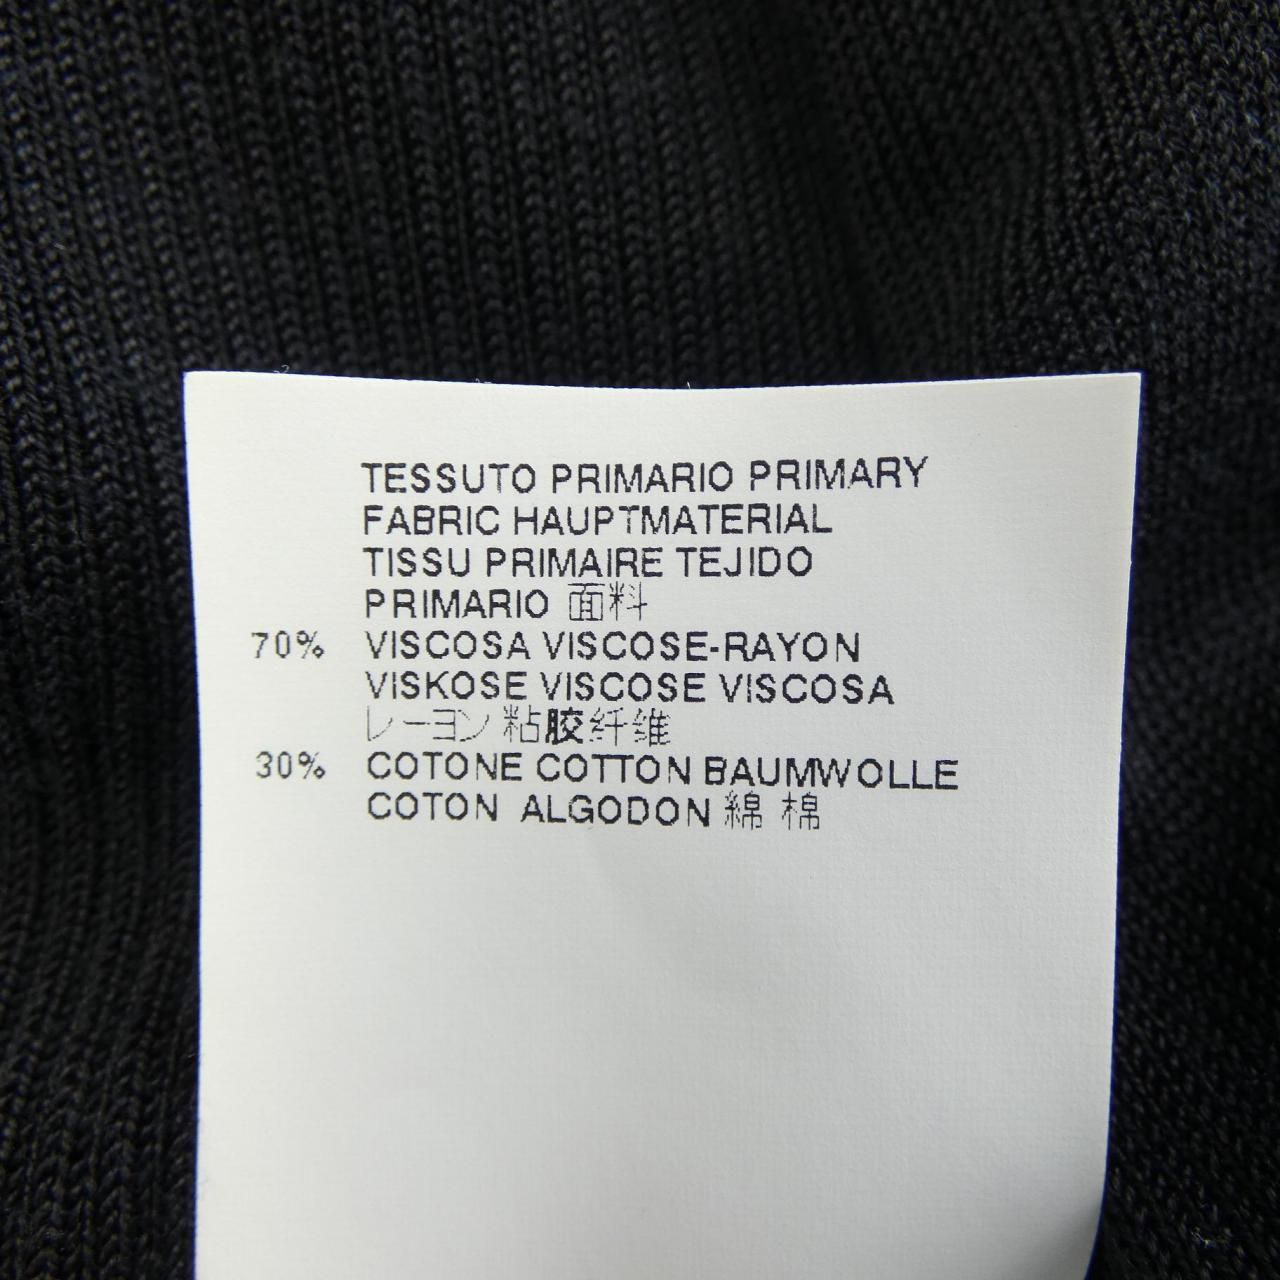 TESSUTO PRIMARIO PRIMARY
FABRIC HAUPTMATERIAL
TISSU PRIMAIRE TEJIDO
PRIMARIO 面料
70% VISCOSA VISCOSE-RAYON
VISKOSE VISCOSE VISCOSA
レーヨン 粘胶纤维
30% COTONE COTTON BAUMWOLLE
COTON ALGODON 綿 棉